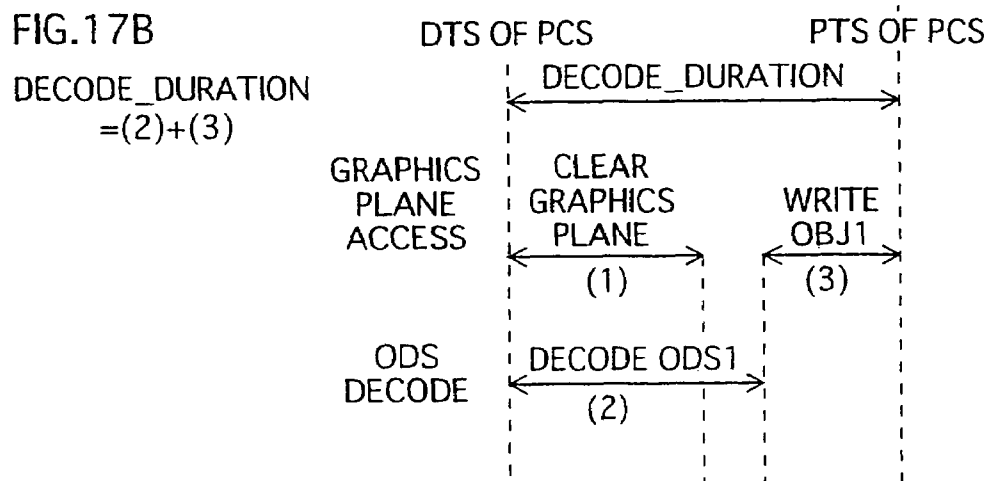 FIG.17B
DTS OF PCS
PTS OF PCS
DECODE_DURATION
=(2)+(3)
DECODE_DURATION
GRAPHICS
PLANE
ACCESS
CLEAR
GRAPHICS
PLANE
(1)
WRITE
OBJ1
(3)
ODS
DECODE
DECODE ODS1
(2)